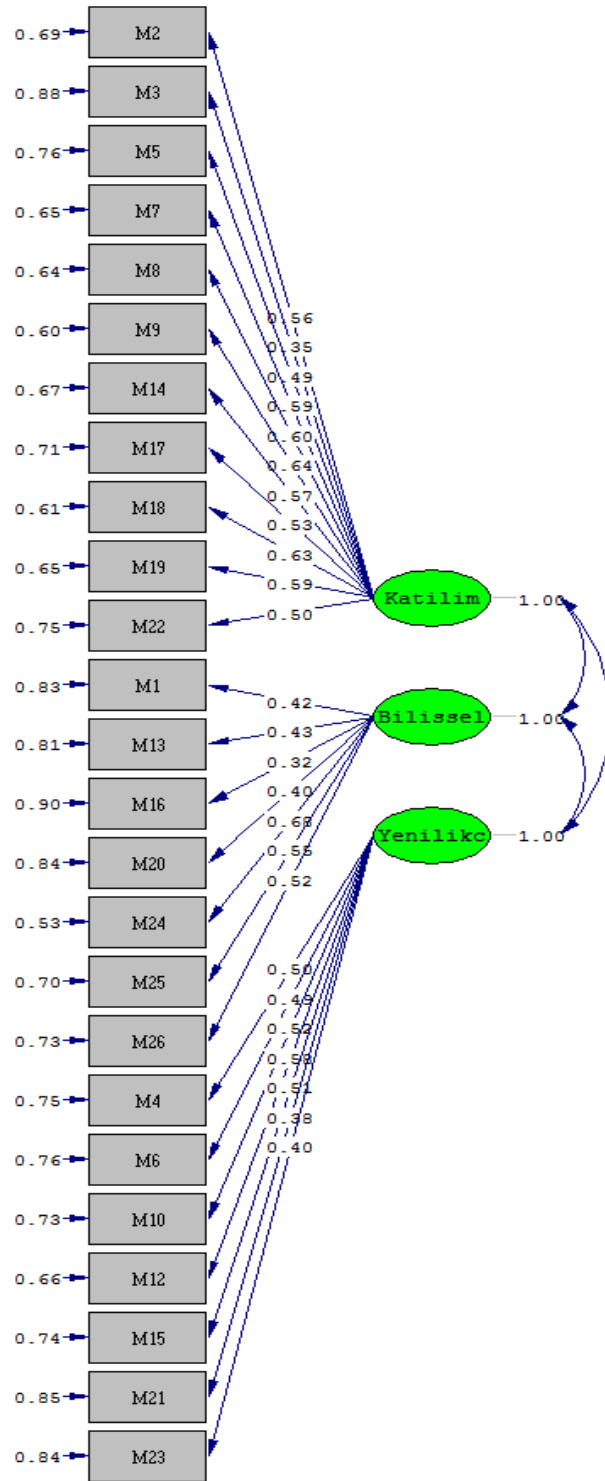 0.69 M2
0.88 M3
0.76 M5
0.65 M7
0.64 M8
0.60 M9
0.67 M14
0.71 M17
0.61 M18
0.65 M19
0.75 M22
0.83 M1
0.81 M13
0.90 M16
0.84 M20
0.53 M24
0.70 M25
0.73 M26
0.75 M4
0.76 M6
0.73 M10
0.66 M12
0.74 M15
0.85 M21
0.84 M23
0.56
0.35
0.49
0.59
0.60
0.64
0.57
0.53
0.63
0.59
0.50
0.42
0.43
0.32
0.40
0.68
0.55
0.52
0.50
0.49
0.52
0.58
0.51
0.38
0.40
Katilim 1.00
Bilissel 1.00
Yenilikc 1.00